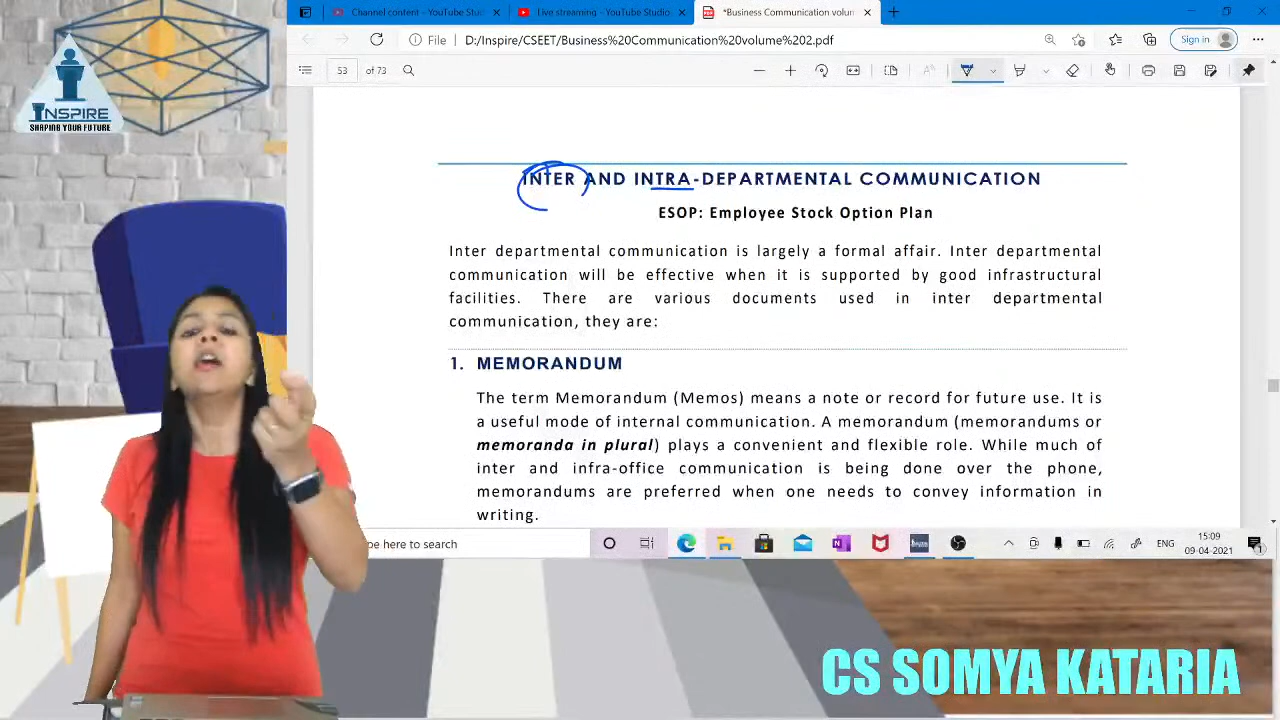 Channel content - YouTube Stud
Live streaming - YouTube Studio
*Business Communication volum
File
D:/Inspire/CSEET/Business%20Communication%20volume%202.pdf
Sign in
53 of 73
INSPIRE
SHAPING YOUR FUTURE
INTER AND INTRA-DEPARTMENTAL COMMUNICATION
ESOP: Employee Stock Option Plan
Inter departmental communication is largely a formal affair. Inter departmental
communication will be effective when it is supported by good infrastructural
facilities. There are various documents used in inter departmental
communication, they are:
1. MEMORANDUM
The term Memorandum (Memos) means a note or record for future use. It is
a useful mode of internal communication. A memorandum (memorandums or
memoranda in plural) plays a convenient and flexible role. While much of
inter and infra-office communication is being done over the phone,
memorandums are preferred when one needs to convey information in
writing.
pe here to search
ENG
15:09
09-04-2021
CS SOMYA KATARIA